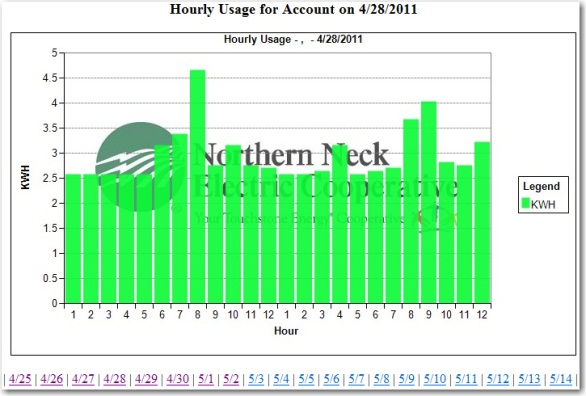 Hourly Usage for Account on 4/28/2011
Hourly Usage - , - 4/28/2011
5
4.5
4
3.5
3
2.5
2
1.5
1
0.5
0
KWH
Northern Neck
Electric Cooperative
Your Touchstone Energy Cooperative
Legend
KWH
1 2 3 4 5 6 7 8 9 10 11 12 1 2 3 4 5 6 7 8 9 10 11 12
Hour
| 4/25 | 4/26 | 4/27 | 4/28 | 4/29 | 4/30 | 5/1 | 5/2 | 5/3 | 5/4 | 5/5 | 5/6 | 5/7 | 5/8 | 5/9 | 5/10 | 5/11 | 5/12 | 5/13 | 5/14 |